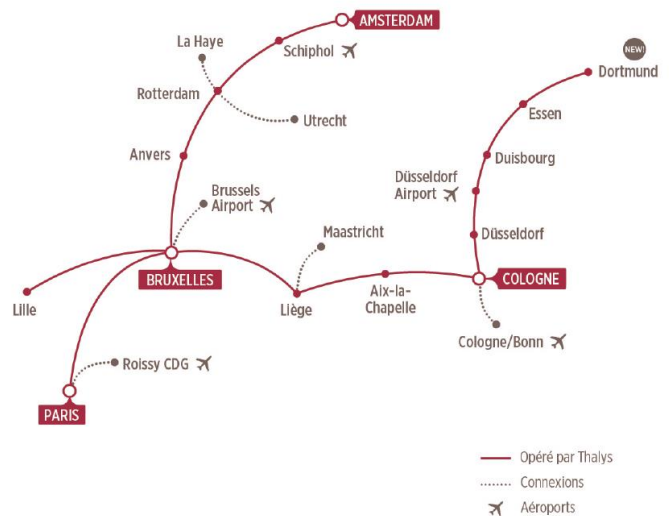 AMSTERDAM
La Haye
Schiphol
NEW!
Dortmund
Rotterdam
Utrecht
Essen
Anvers
Duisbourg
Düsseldorf
Airport
Brussels
Airport
Maastricht
Düsseldorf
BRUXELLES
COLOGNE
Lille
Liège
Aix-la-
Chapelle
Cologne/Bonn
Roissy CDG
PARIS
Opéré par Thalys
Connexions
Aéroports